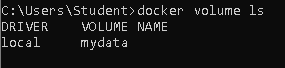 C:\Users\Student>docker volume ls
DRIVER    VOLUME NAME
local     mydata